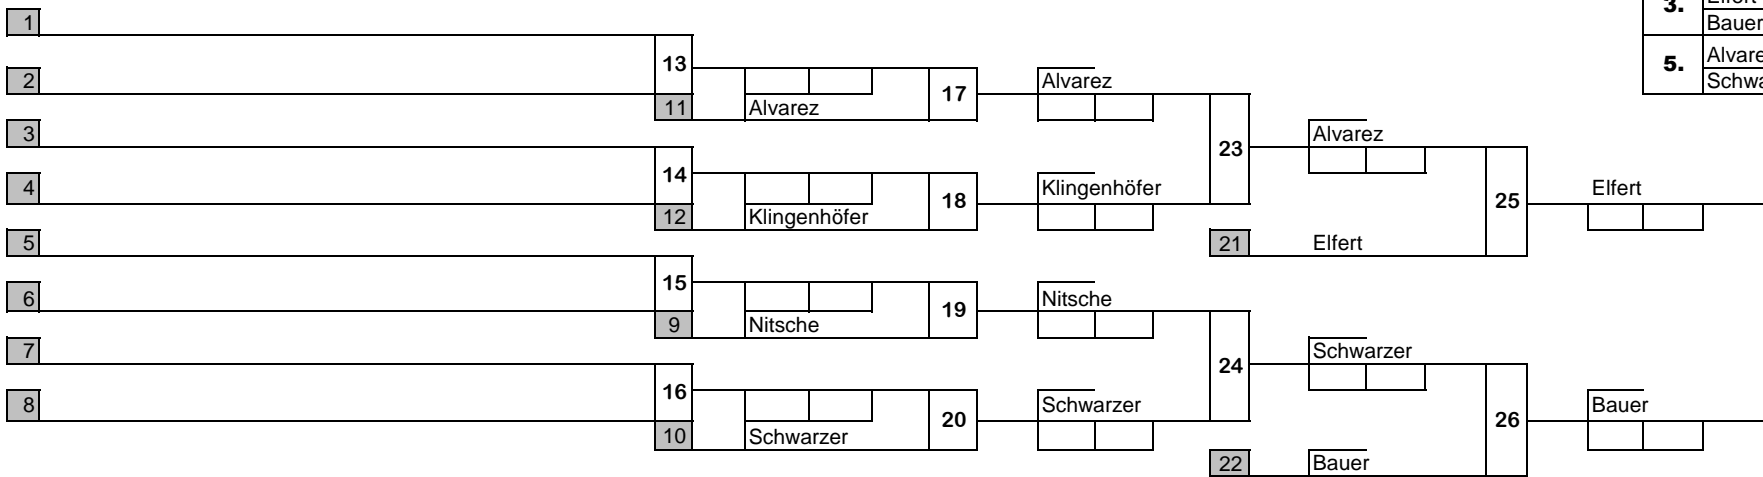 1
3.
Bauer
13
2
17
Alvarez
5.
11
Alvarez
3
23
Alvarez
14
4
18
Klingenhöfer
25
Elfert
12
Klingenhöfer
5
21
Elfert
15
6
19
Nitsche
9
Nitsche
7
24
Schwarzer
16
8
20
Schwarzer
26
Bauer
10
Schwarzer
22
Bauer